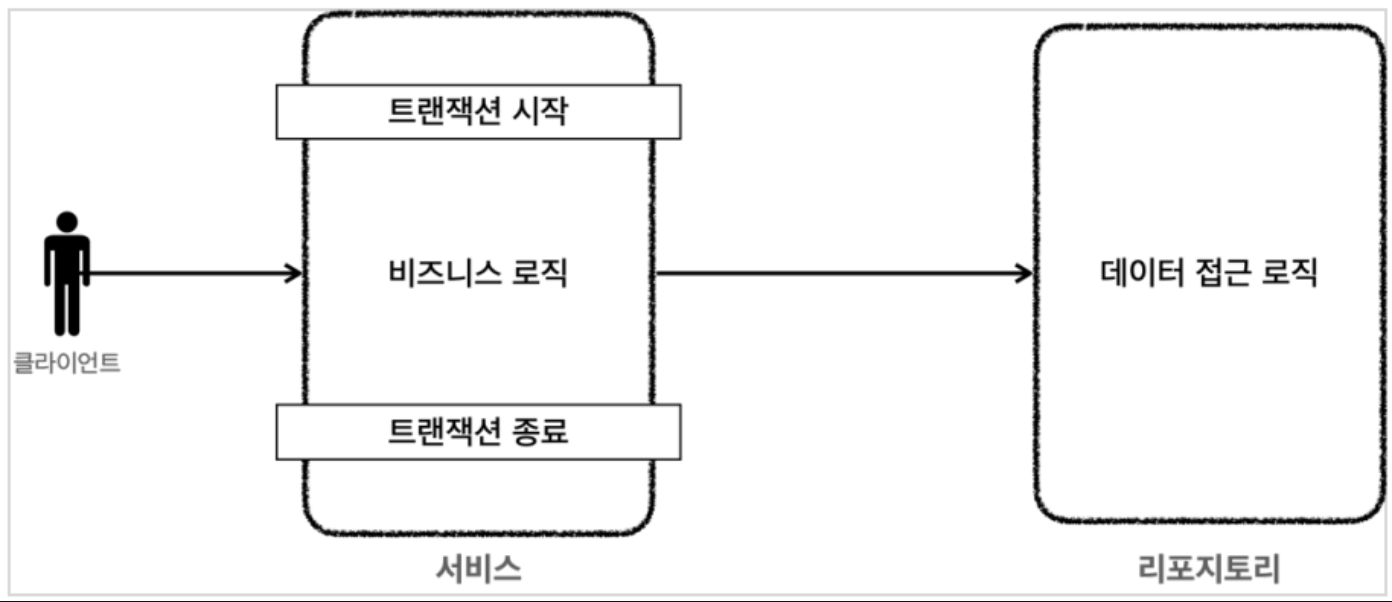 트랜잭션 시작
비즈니스 로직
데이터 접근 로직
클라이언트
트랜잭션 종료
서비스
리포지토리